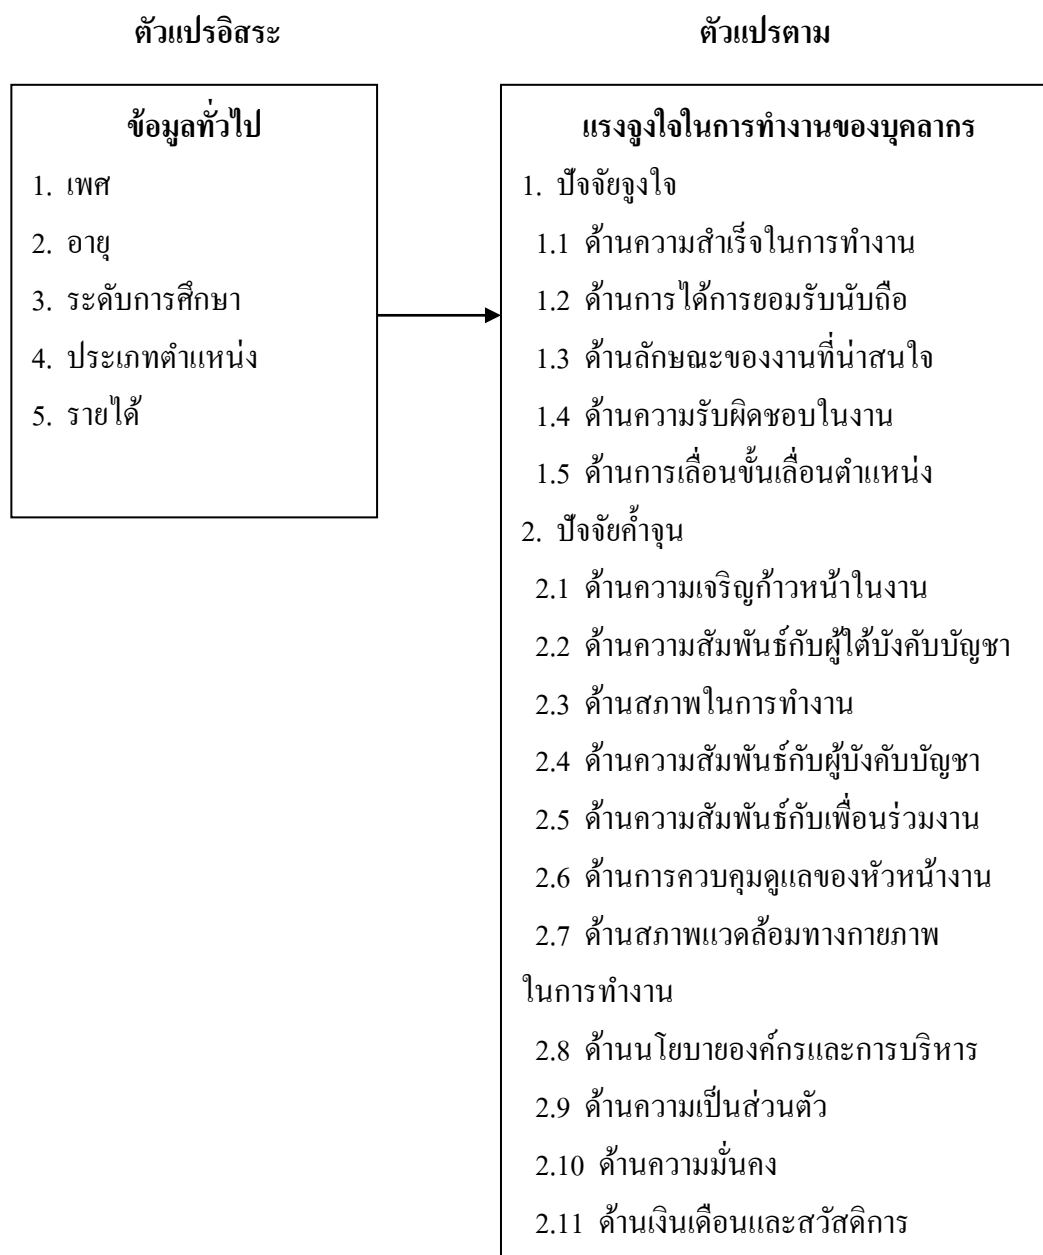 ตัวแปรอิสระ
ตัวแปรตาม
ข้อมูลทั่วไป
1. เพศ
2. อายุ
3. ระดับการศึกษา
4. ประเภทตำแหน่ง
5. รายได้
แรงจูงใจในการทำงานของบุคลากร
1. ปัจจัยจูงใจ
1.1 ด้านความสำเร็จในการทำงาน
1.2 ด้านการได้การยอมรับนับถือ
1.3 ด้านลักษณะของงานที่น่าสนใจ
1.4 ด้านความรับผิดชอบในงาน
1.5 ด้านการเลื่อนขั้นเลื่อนตำแหน่ง
2. ปัจจัยค้ำจุน
2.1 ด้านความเจริญก้าวหน้าในงาน
2.2 ด้านความสัมพันธ์กับผู้ใต้บังคับบัญชา
2.3 ด้านสภาพในการทำงาน
2.4 ด้านความสัมพันธ์กับผู้บังคับบัญชา
2.5 ด้านความสัมพันธ์กับเพื่อนร่วมงาน
2.6 ด้านการควบคุมดูแลของหัวหน้างาน
2.7 ด้านสภาพแวดล้อมทางกายภาพ
ในการทำงาน
2.8 ด้านนโยบายองค์กรและการบริหาร
2.9 ด้านความเป็นส่วนตัว
2.10 ด้านความมั่นคง
2.11 ด้านเงินเดือนและสวัสดิการ